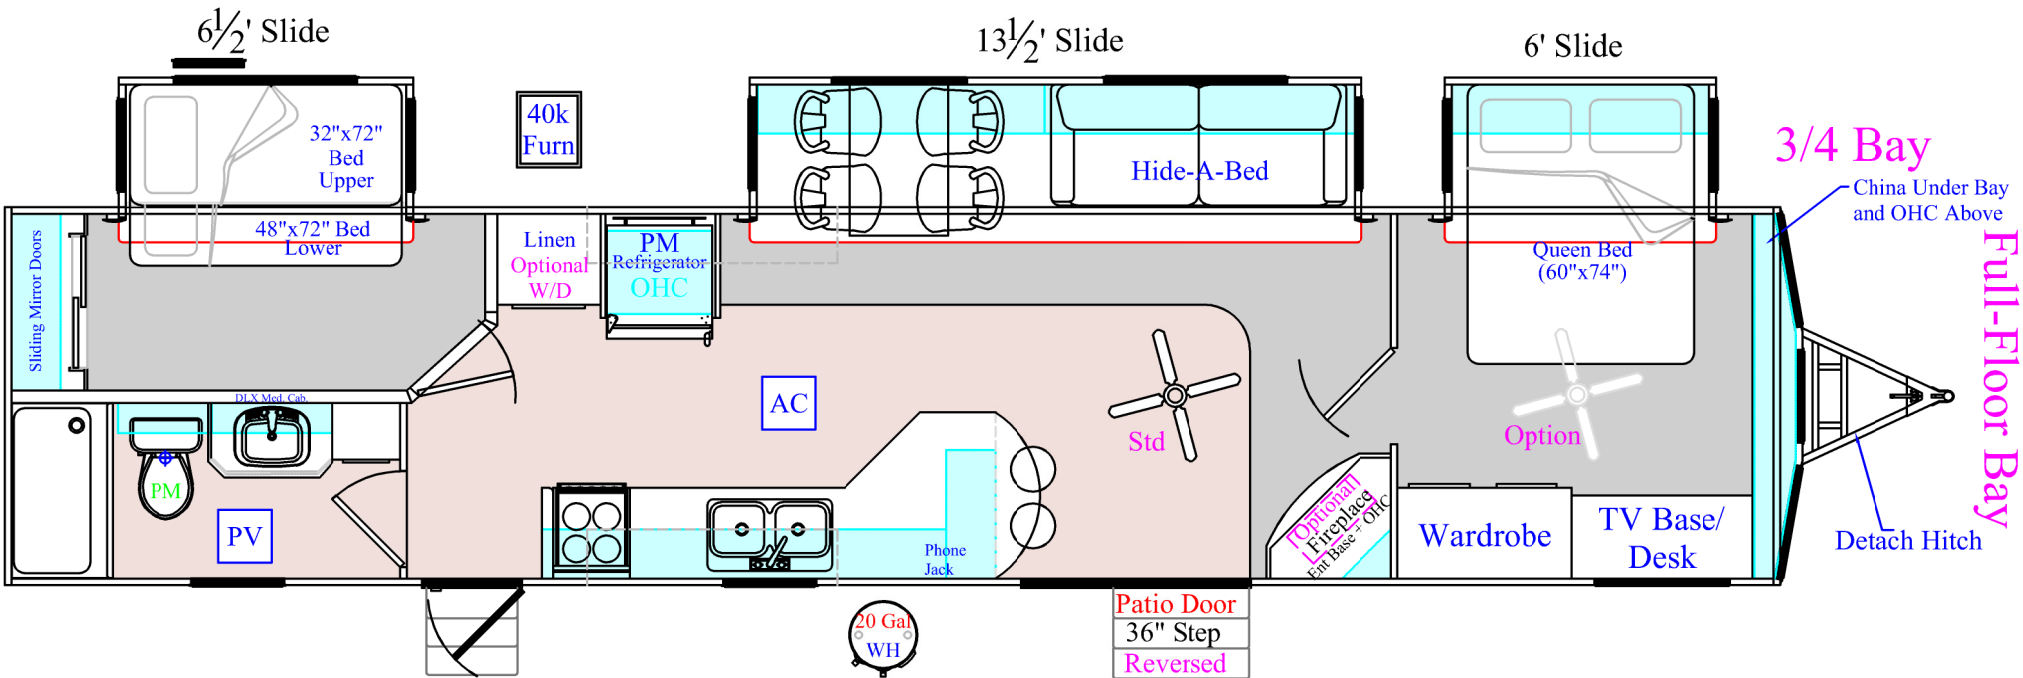 6½' Slide
13½' Slide
6' Slide
32"x72"
Bed
Upper
48"x72" Bed
Lower
40k
Furn
Hide-A-Bed
3/4 Bay
China Under Bay
and OHC Above
Full-Floor Bay
Sliding Mirror Doors
Linen
Optional
W/D
PM
Refrigerator
OHC
Queen Bed
(60"x74")
AC
Std
Option
DLX Med. Cab.
PM
PV
Phone
Jack
Optional
Fireplace
Ent Base + OHC
Wardrobe
TV Base/
Desk
Detach Hitch
20 Gal
WH
Patio Door
36" Step
Reversed